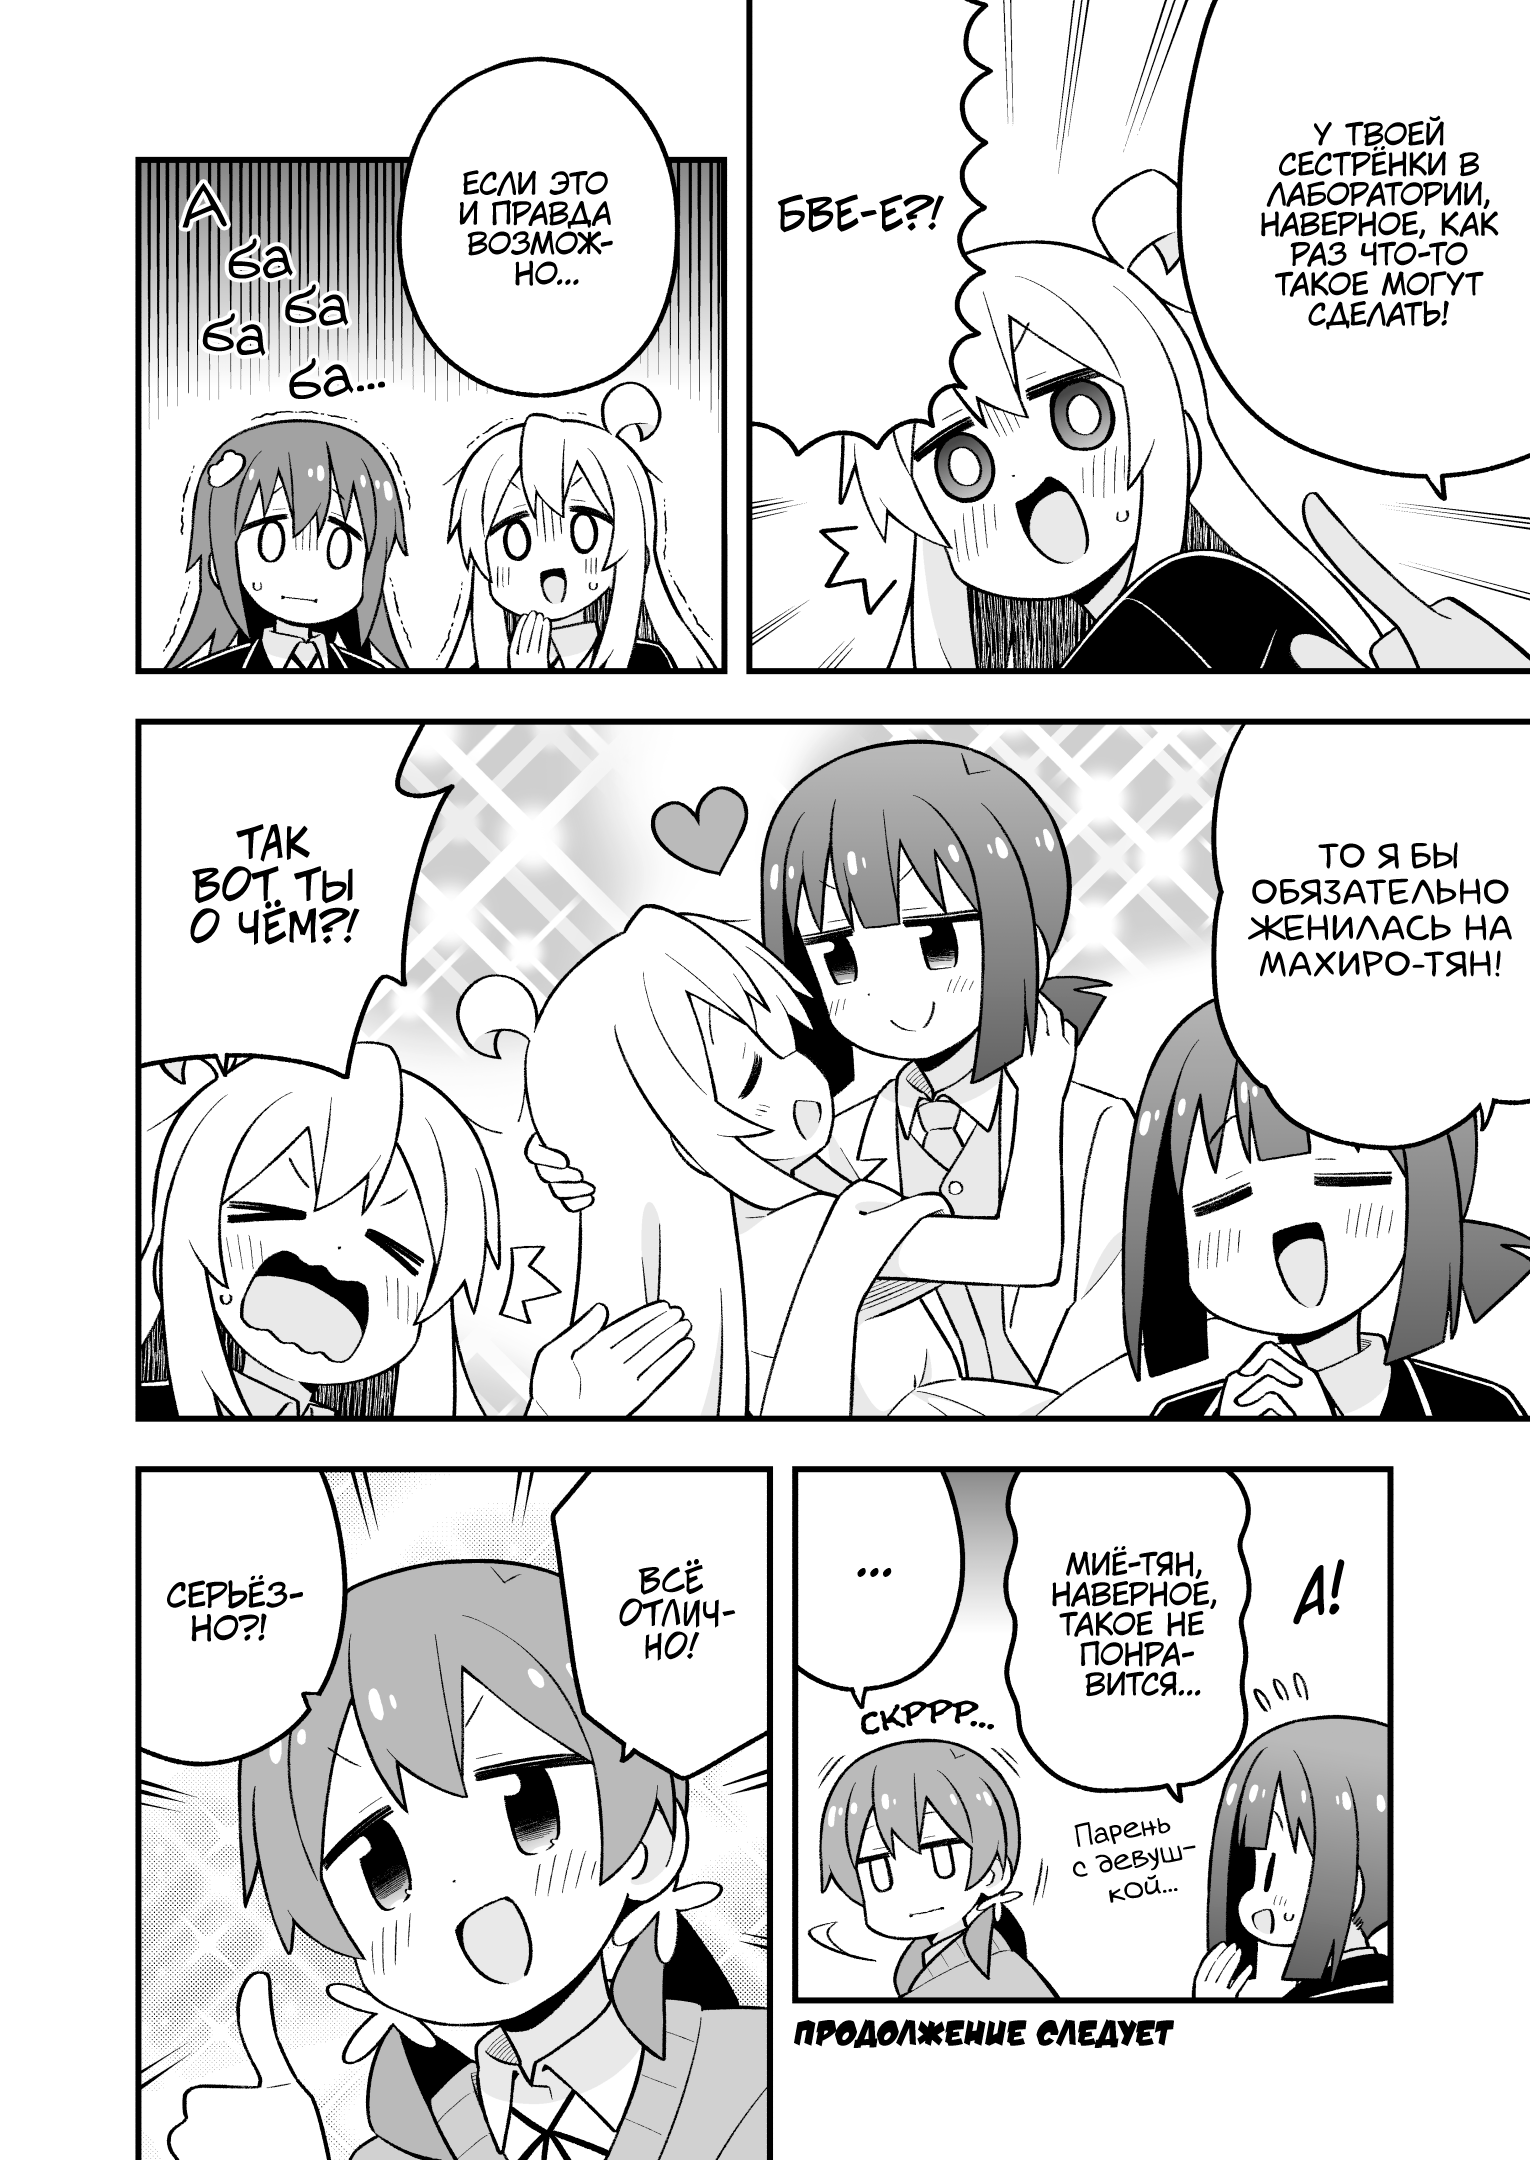 У ТВОЕЙ
СЕСТРЁНКИ В
ЛАБОРАТОРИИ,
НАВЕРНОЕ, КАК
РАЗ ЧТО-ТО
ТАКОЕ МОГУТ
СДЕЛАТЬ!
БВЕ-Е?!
ЕСЛИ ЭТО
И ПРАВДА
ВОЗМОЖ-
НО...
А
ба
ба
ба
ба...
ТО Я БЫ
ОБЯЗАТЕЛЬНО
ЖЕНИЛАСЬ НА
МАХИРО-ТЯН!
ТАК
ВОТ ТЫ
О ЧЁМ?!
А!
МИЁ-ТЯН,
НАВЕРНОЕ,
ТАКОЕ НЕ
ПОНРА-
ВИТСЯ...
Парень
с девуш-
кой...
...
СКРРР...
ВСЁ
ОТЛИЧ-
НО!
СЕРЬЁЗ-
НО?!
ПРОДОЛЖЕНИЕ СЛЕДУЕТ